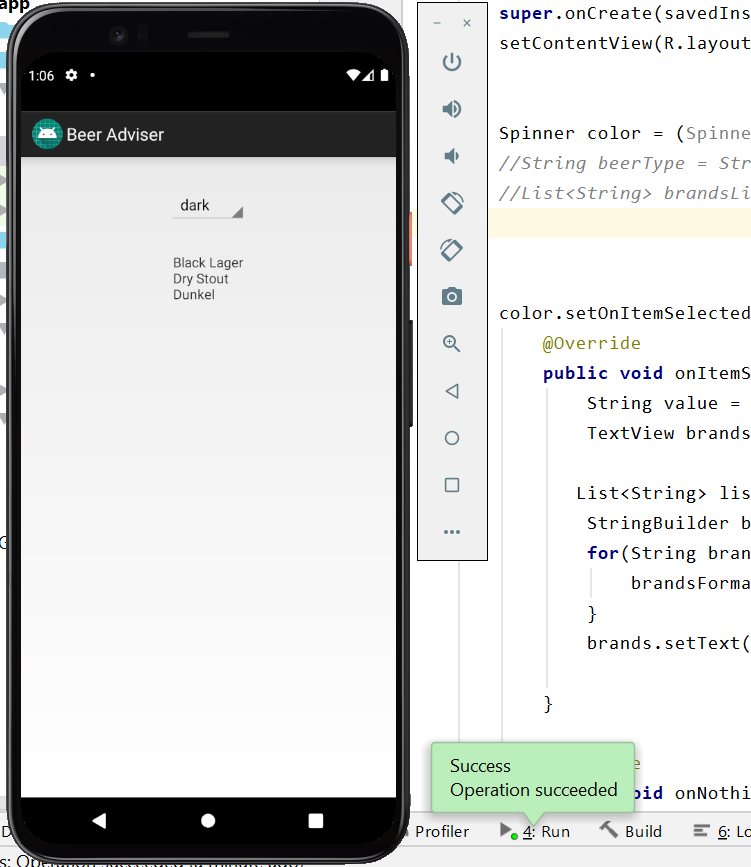 app
1:06
Beer Adviser
dark
Black Lager
Dry Stout
Dunkel
super.onCreate(savedIns
setContentView(R.layout
Spinner color = (Spinne
//String beerType = Str
//List<String> brandsLi
color.setOnItemSelected
@Override
public void onItemS
String value =
TextView brands
List<String> lis
StringBuilder b
for(String bran
brandsForma
}
brands.setText(
}
Success
Operation succeeded
e
oid onNothi
Profiler
4: Run
Build
6: Lo